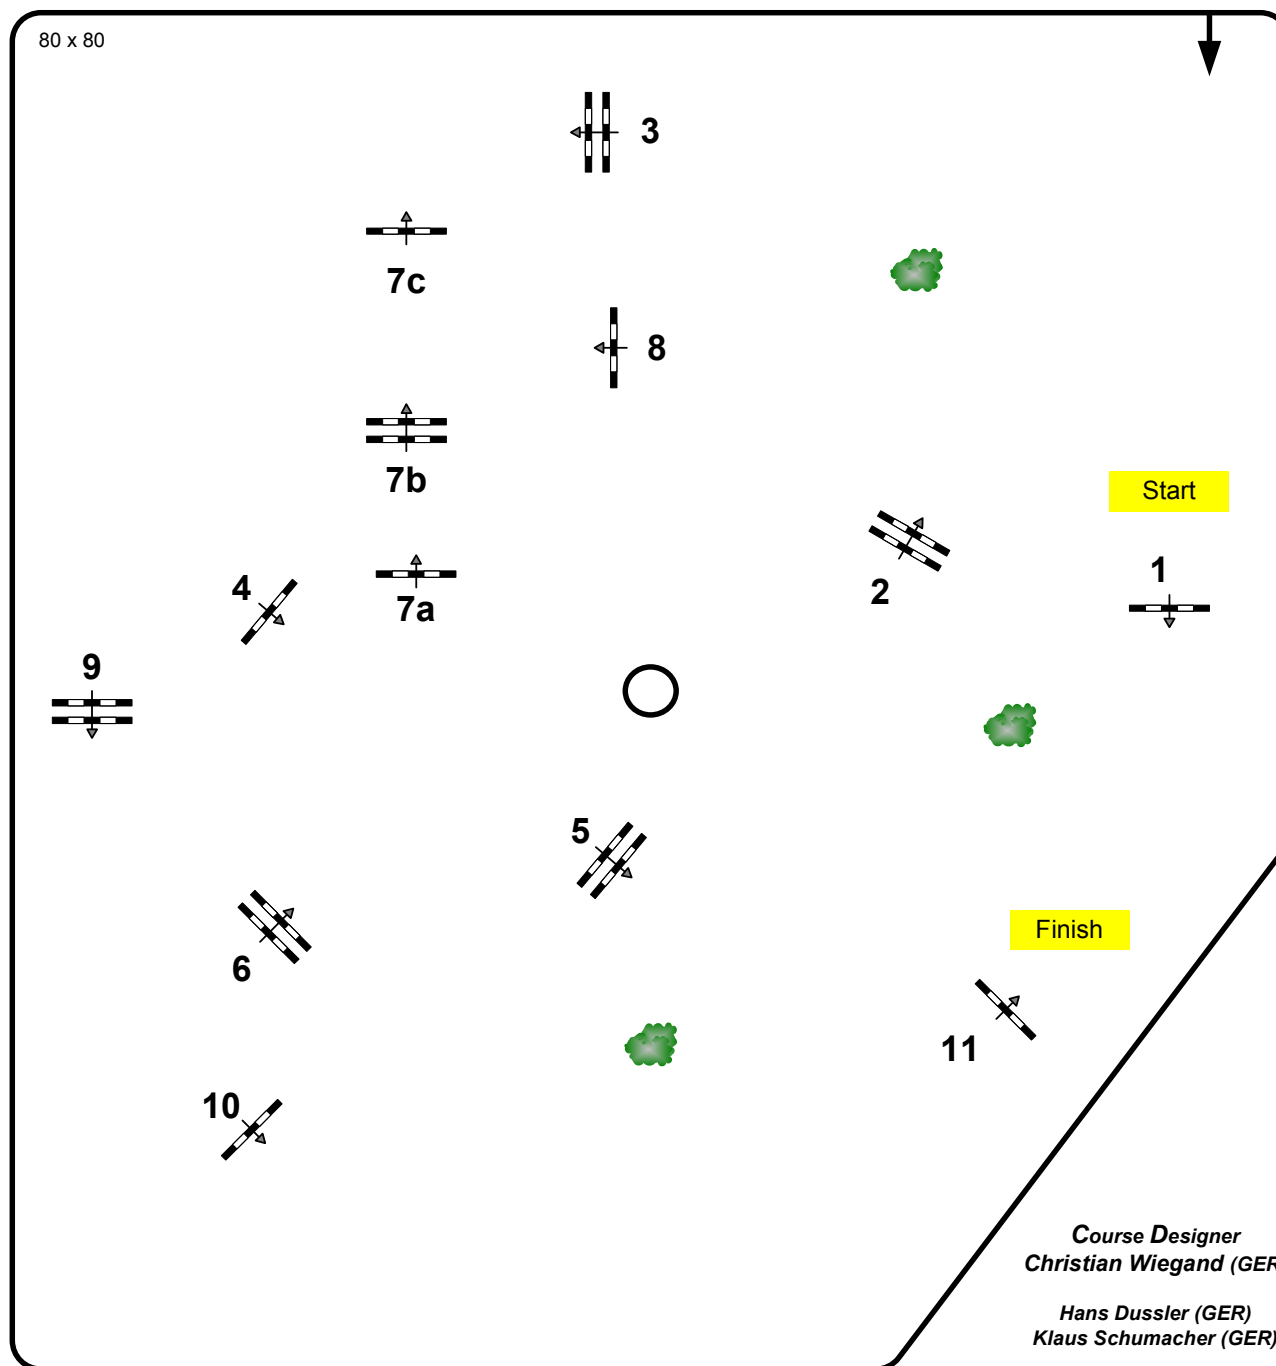 80 x 80
3
7c
8
7b
Start
1
2
4
7a
9
5
Finish
6
11
10
Course Designer
Christian Wiegand (GER
Hans Dussler (GER)
Klaus Schumacher (GER)